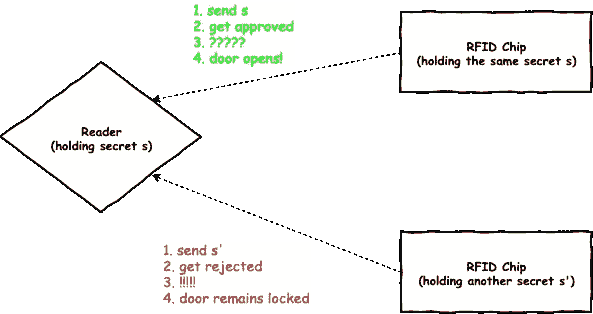 1. send s
2. get approved
3. ?????
4. door opens!
RFID Chip
(holding the same secret s)
Reader
(holding secret s)
1. send s'
2. get rejected
3. !!!!!
4. door remains locked
RFID Chip
(holding another secret s')